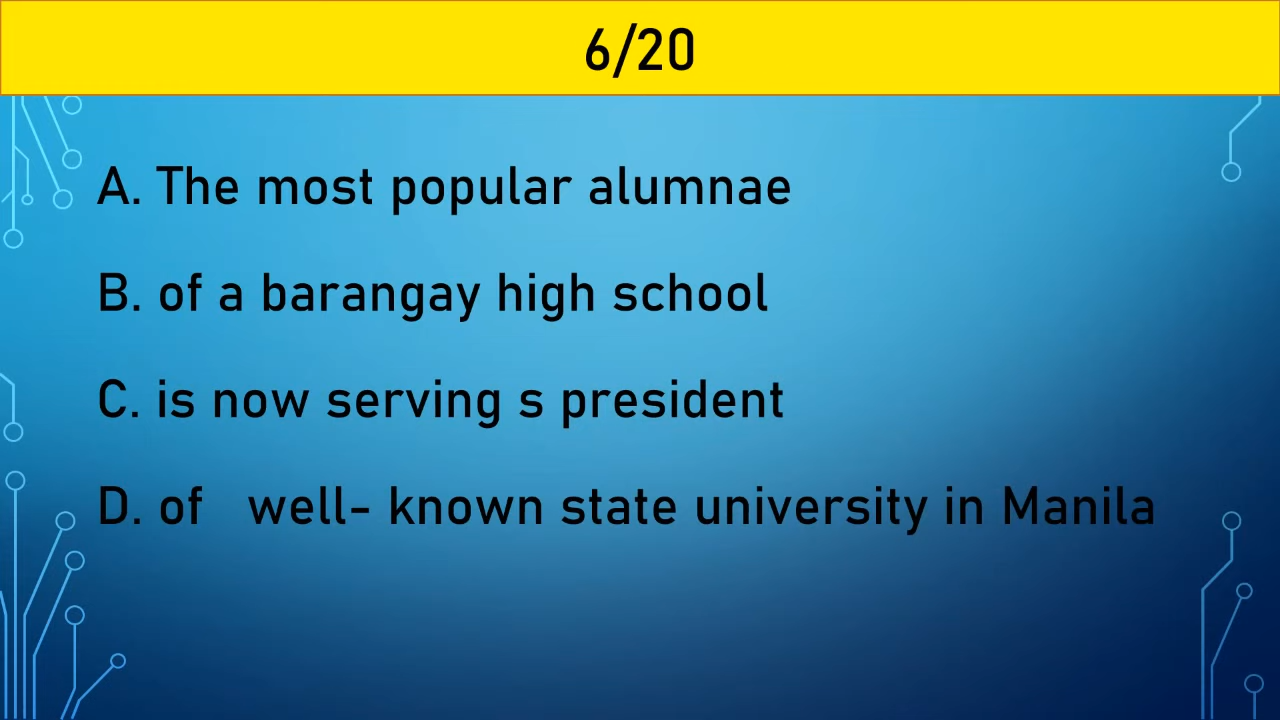 6/20
A. The most popular alumnae
B. of a barangay high school
C. is now serving s president
D. of   well- known state university in Manila